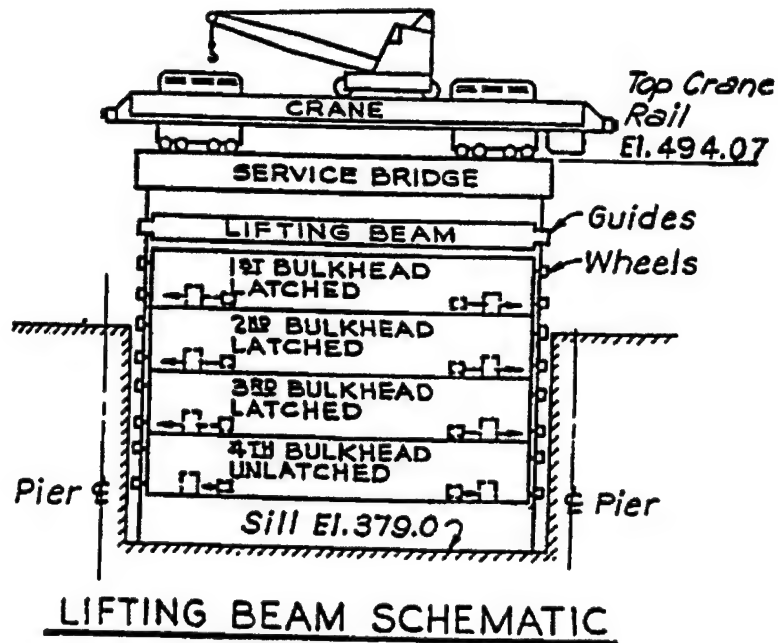 Top Crane
Rail
El. 494.07
CRANE
SERVICE BRIDGE
LIFTING BEAM
Guides
Wheels
1ST BULKHEAD
LATCHED
2ND BULKHEAD
LATCHED
3RD BULKHEAD
LATCHED
4TH BULKHEAD
UNLATCHED
Pier ℄
℄ Pier
Sill El. 379.0
LIFTING BEAM SCHEMATIC